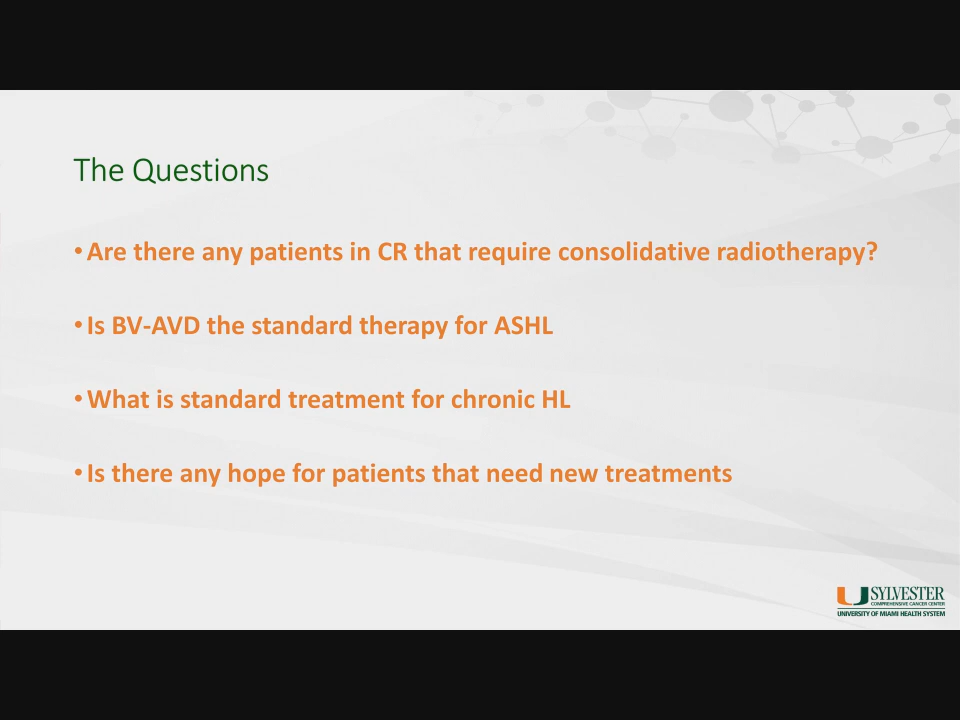 The Questions
• Are there any patients in CR that require consolidative radiotherapy?
• Is BV-AVD the standard therapy for ASHL
• What is standard treatment for chronic HL
• Is there any hope for patients that need new treatments
SYLVESTER
COMPREHENSIVE CANCER CENTER
UNIVERSITY OF MIAMI HEALTH SYSTEM